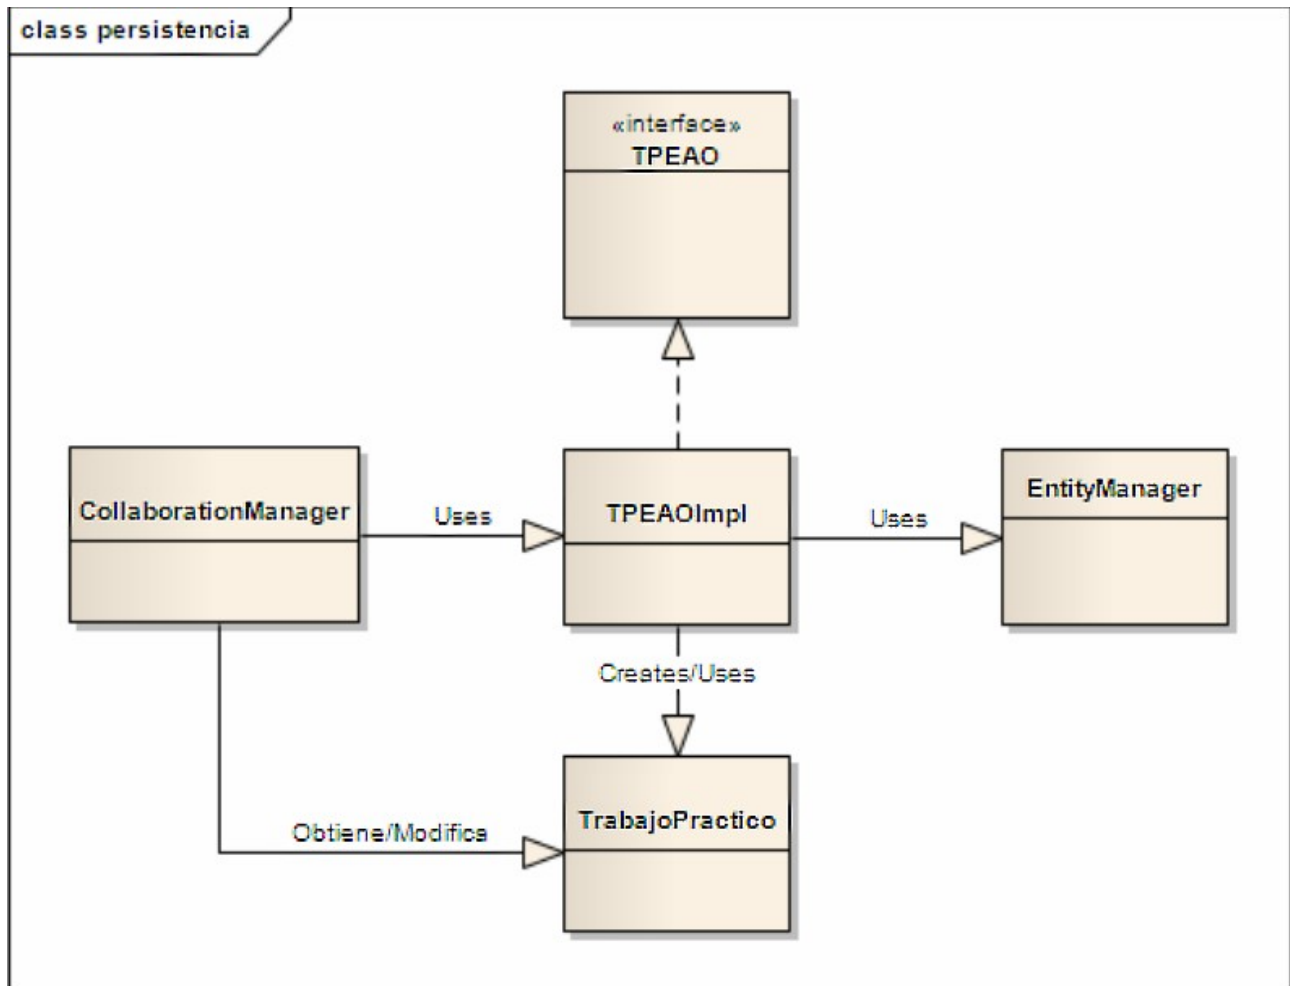 class persistencia
«interface»
TPEAO
CollaborationManager
Uses
TPEAOImpl
Uses
EntityManager
Creates/Uses
TrabajoPractico
Obtiene/Modifica